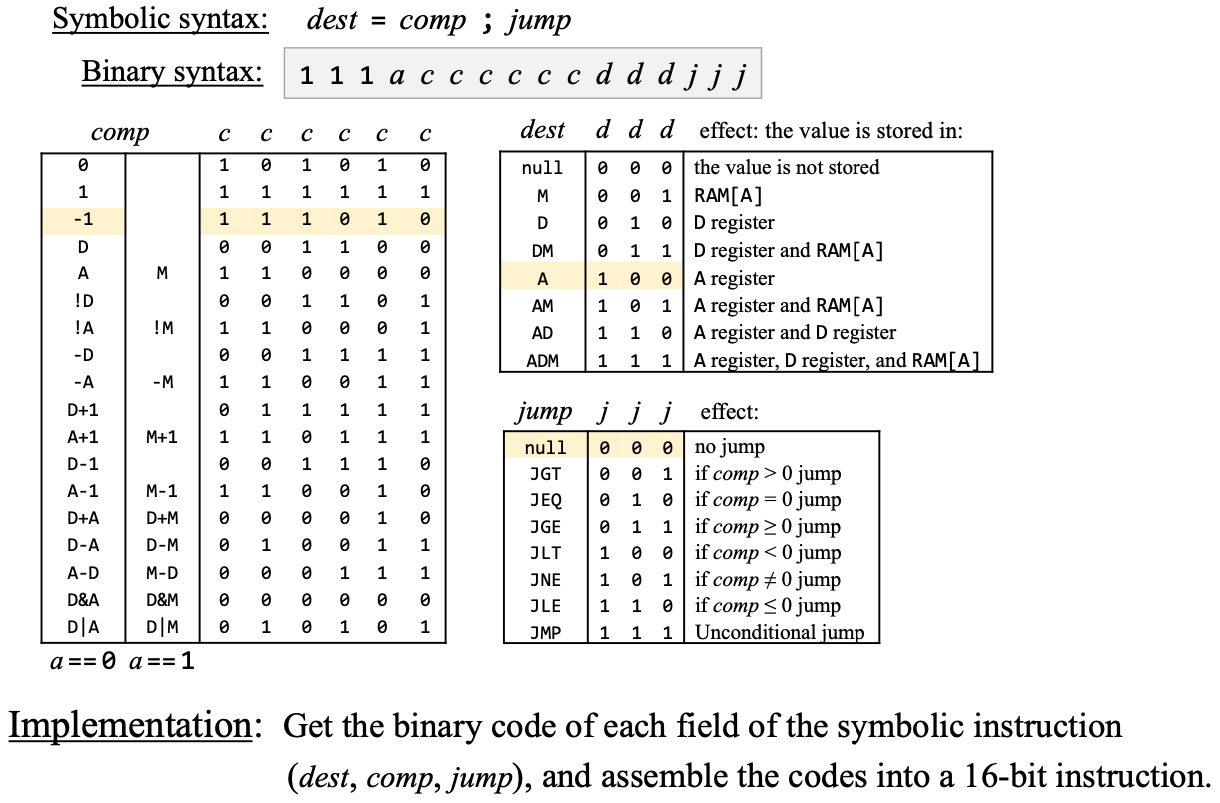 Symbolic syntax: dest = comp ; jump
Binary syntax: 1 1 1 a c c c c c c d d d j j j
comp c c c c c c
0 1 0 1 0 1 0
1 1 1 1 1 1 1
-1 1 1 1 0 1 0
D 0 0 1 1 0 0
A M 1 1 0 0 0 0
!D 0 0 1 1 0 1
!A !M 1 1 0 0 0 1
-D 0 0 1 1 1 1
-A -M 1 1 0 0 1 1
D+1 0 1 1 1 1 1
A+1 M+1 1 1 0 1 1 1
D-1 0 0 1 1 1 0
A-1 M-1 1 1 0 0 1 0
D+A D+M 0 0 0 0 1 0
D-A D-M 0 1 0 0 1 1
A-D M-D 0 0 0 1 1 1
D&A D&M 0 0 0 0 0 0
D|A D|M 0 1 0 1 0 1
a==0 a==1
dest d d d effect: the value is stored in:
null 0 0 0 the value is not stored
M 0 0 1 RAM[A]
D 0 1 0 D register
DM 0 1 1 D register and RAM[A]
A 1 0 0 A register
AM 1 0 1 A register and RAM[A]
AD 1 1 0 A register and D register
ADM 1 1 1 A register, D register, and RAM[A]
jump j j j effect:
null 0 0 0 no jump
JGT 0 0 1 if comp > 0 jump
JEQ 0 1 0 if comp = 0 jump
JGE 0 1 1 if comp ≥ 0 jump
JLT 1 0 0 if comp < 0 jump
JNE 1 0 1 if comp ≠ 0 jump
JLE 1 1 0 if comp ≤ 0 jump
JMP 1 1 1 Unconditional jump
Implementation: Get the binary code of each field of the symbolic instruction
(dest, comp, jump), and assemble the codes into a 16-bit instruction.